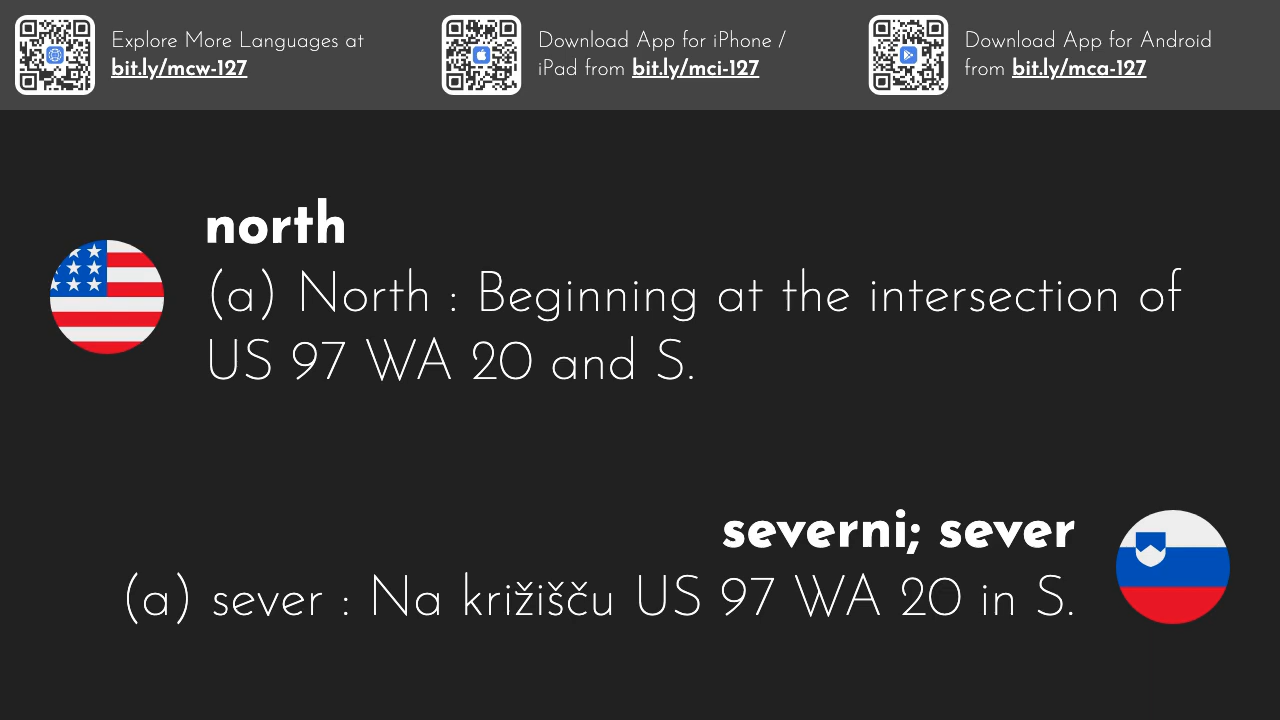 Explore More Languages at
bit.ly/mcw-127
Download App for iPhone /
iPad from bit.ly/mci-127
Download App for Android
from bit.ly/mca-127
north
(a) North : Beginning at the intersection of
US 97 WA 20 and S.
severni; sever
(a) sever : Na križišču US 97 WA 20 in S.